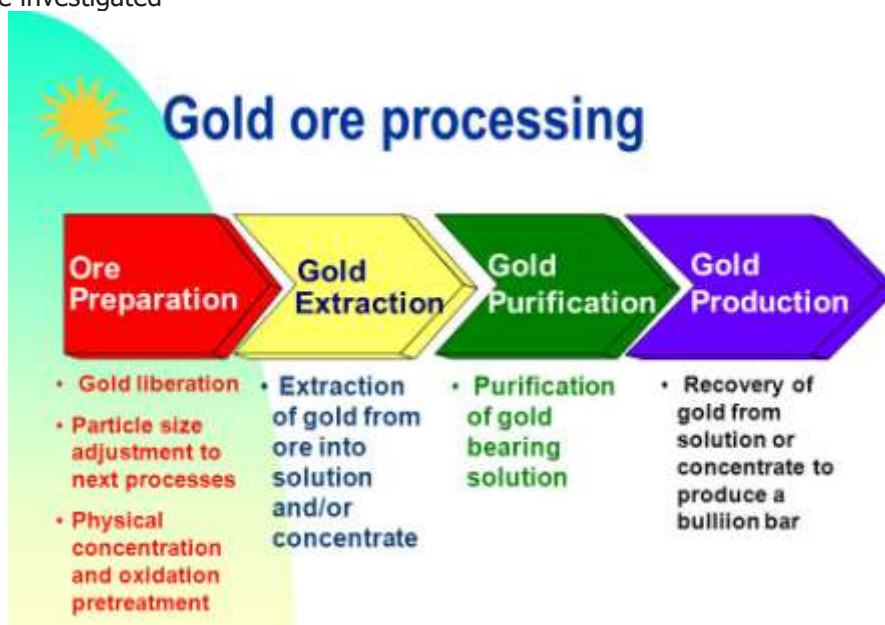 e investigated
Gold ore processing
Ore
Preparation
Gold
Extraction
Gold
Purification
Gold
Production
• Gold liberation
• Particle size
adjustment to
next processes
• Physical
concentration
and oxidation
pretreatment
• Extraction
of gold from
ore into
solution
and/or
concentrate
• Purification
of gold
bearing
solution
• Recovery of
gold from
solution or
concentrate to
produce a
bulliion bar